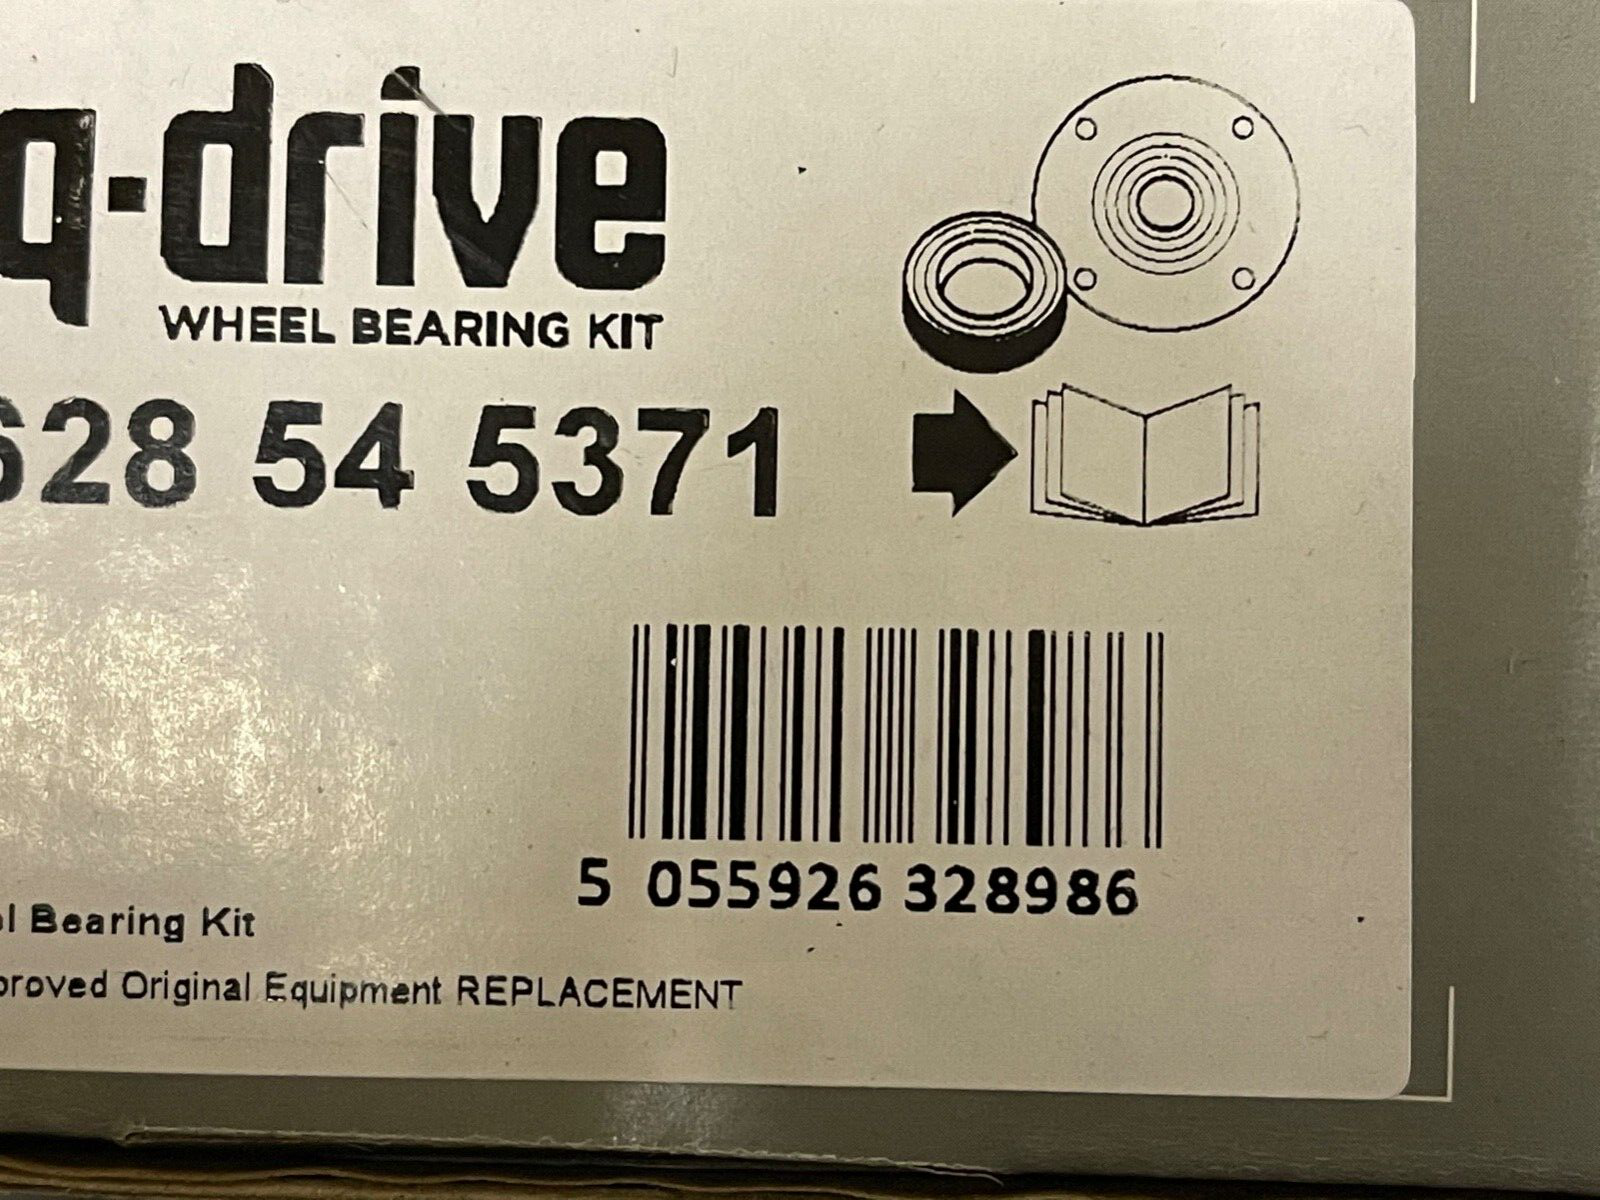 q-drive
WHEEL BEARING KIT
628 54 5371
5 055926 328986
Bearing Kit
Original Equipment REPLACEMENT